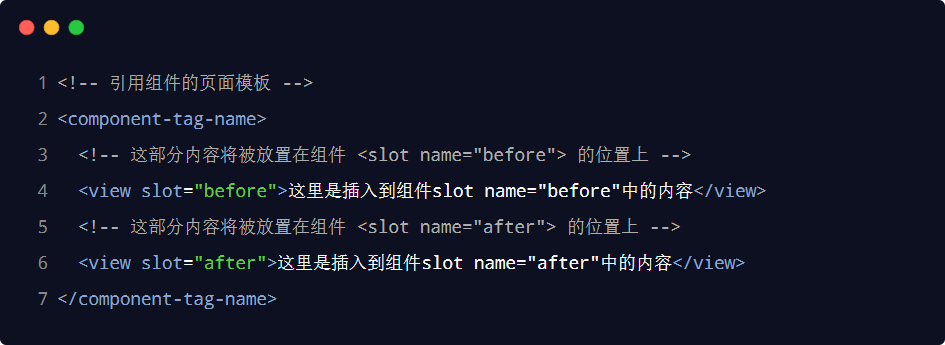 1 <!-- 引用组件的页面模板 -->
2 <component-tag-name>
3   <!-- 这部分内容将被放置在组件 <slot name="before"> 的位置上 -->
4   <view slot="before">这里是插入到组件slot name="before"中的内容</view>
5   <!-- 这部分内容将被放置在组件 <slot name="after"> 的位置上 -->
6   <view slot="after">这里是插入到组件slot name="after"中的内容</view>
7 </component-tag-name>